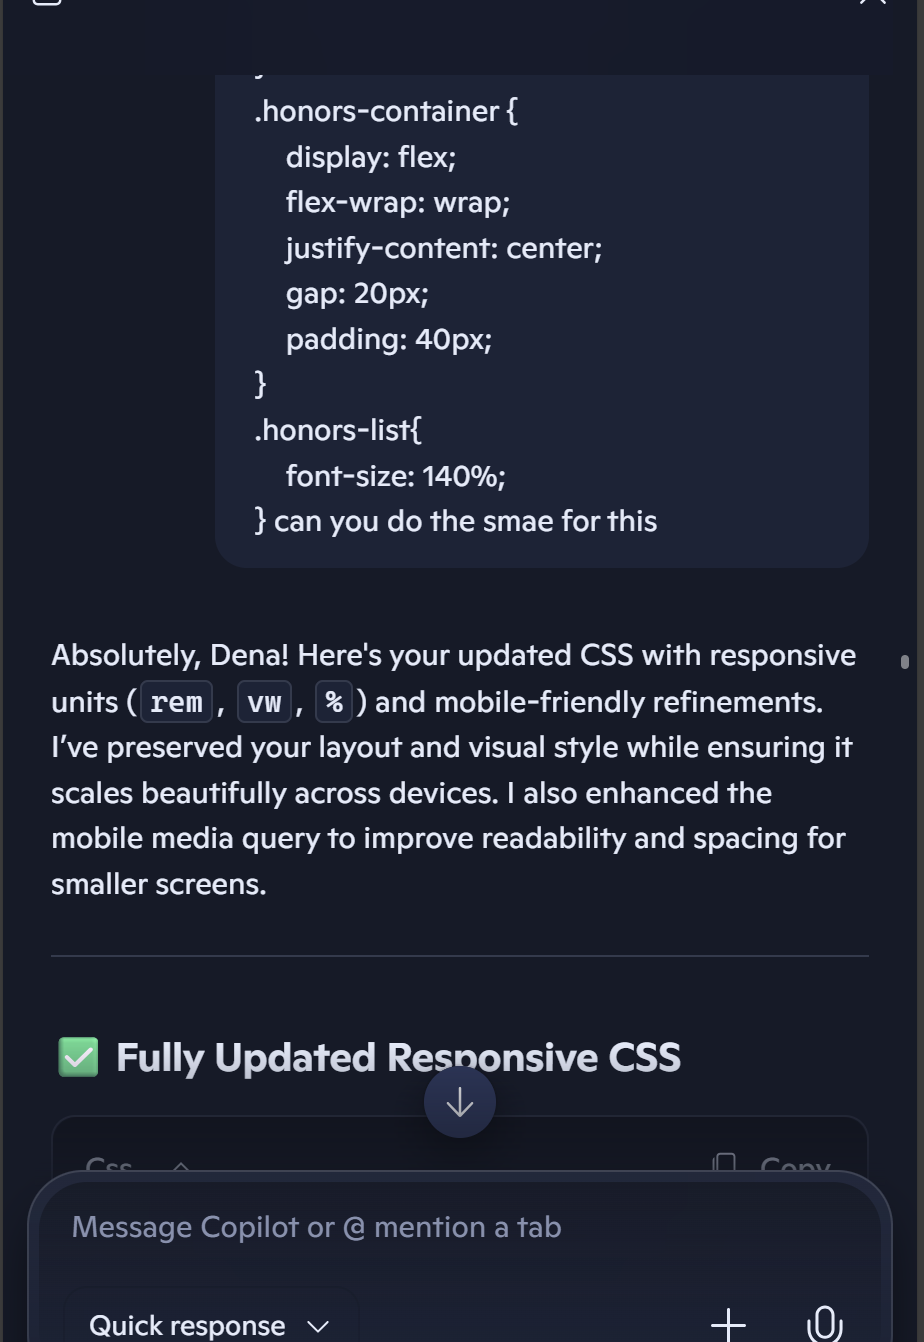 }
.honors-container {
display: flex;
flex-wrap: wrap;
justify-content: center;
gap: 20px;
padding: 40px;
}
.honors-list{
font-size: 140%;
} can you do the smae for this
Absolutely, Dena! Here's your updated CSS with responsive
units ( rem , vw , % ) and mobile-friendly refinements.
I’ve preserved your layout and visual style while ensuring it
scales beautifully across devices. I also enhanced the
mobile media query to improve readability and spacing for
smaller screens.
✅ Fully Updated Responsive CSS
Css Copy
Message Copilot or @ mention a tab
Quick response